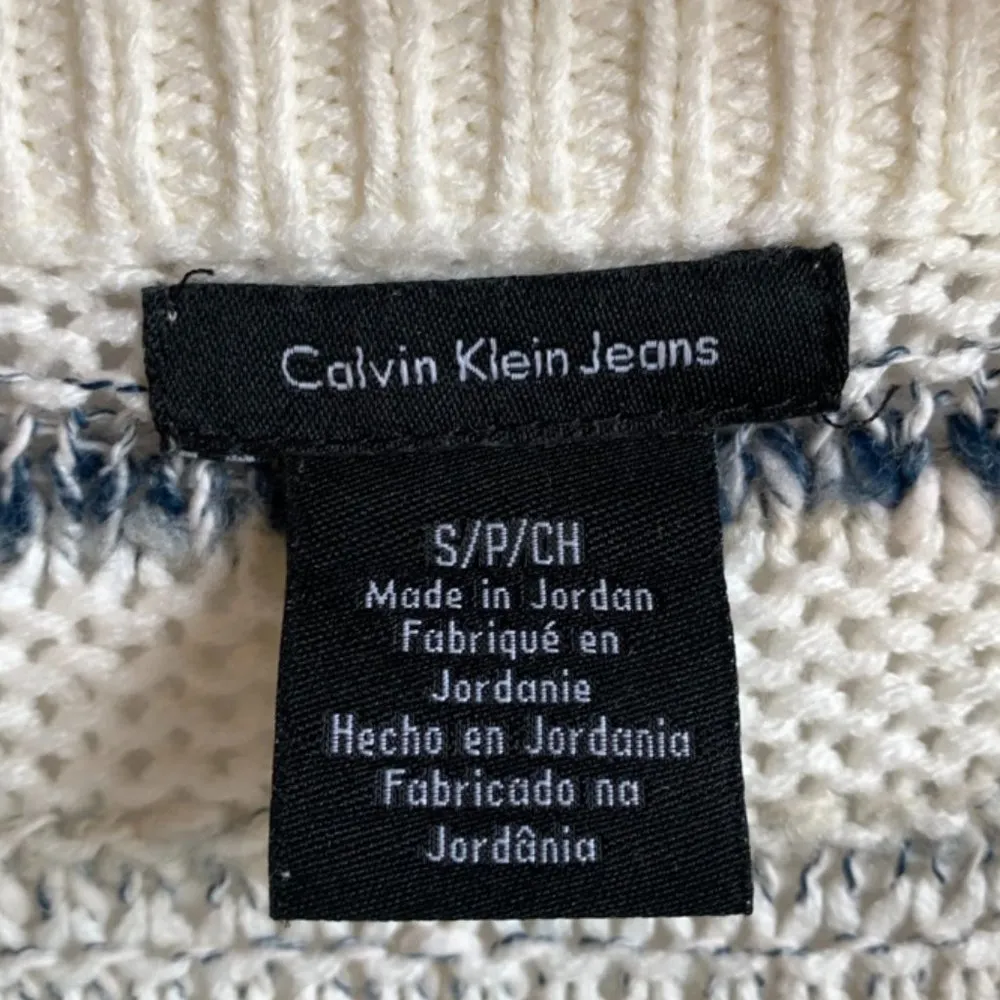 Calvin Klein Jeans
S/P/CH
Made in Jordan
Fabriqué en
Jordanie
Hecho en Jordania
Fabricado na
Jordânia